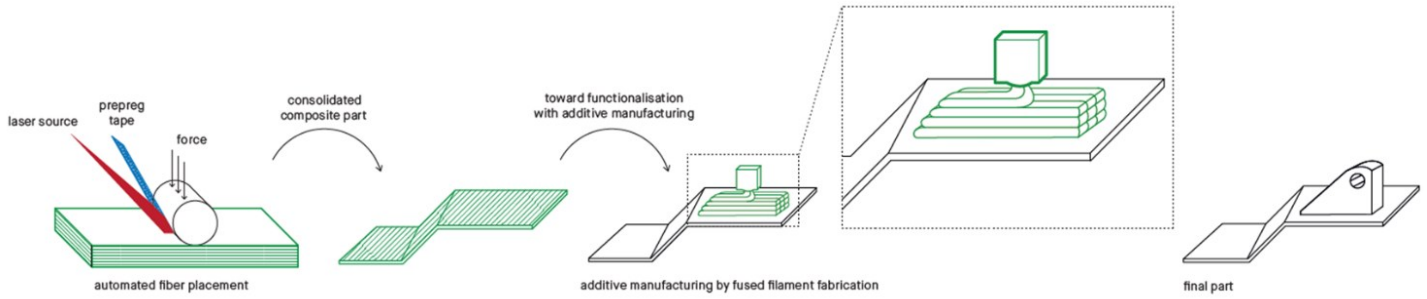 laser source
prepreg
tape
force
consolidated
composite part
toward functionalisation
with additive manufacturing
automated fiber placement
additive manufacturing by fused filament fabrication
final part